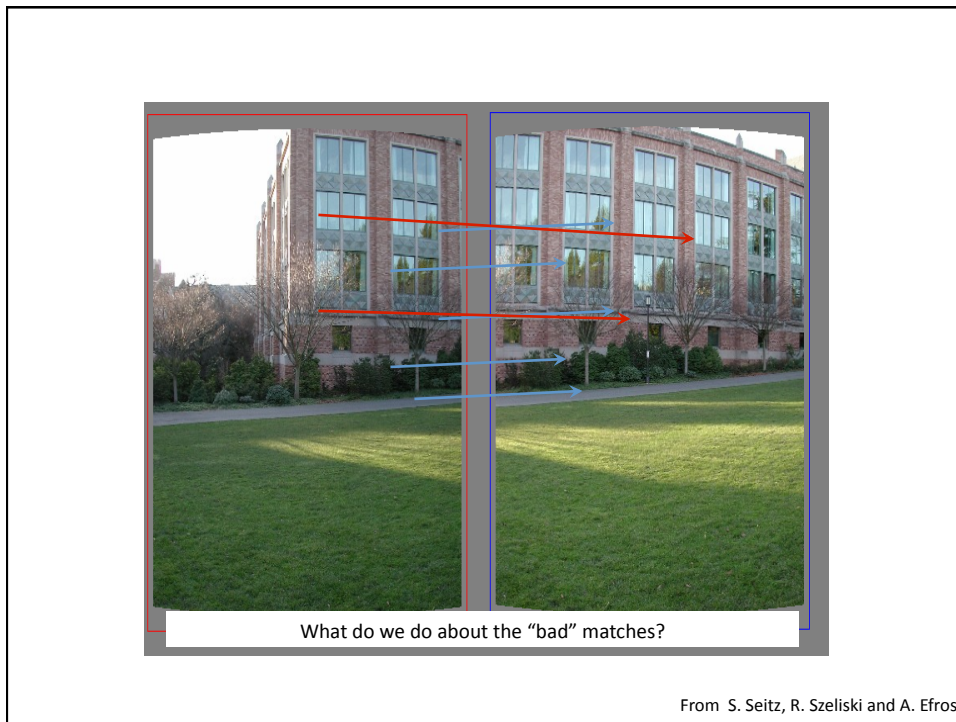 What do we do about the “bad” matches?
From  S. Seitz, R. Szeliski and A. Efros